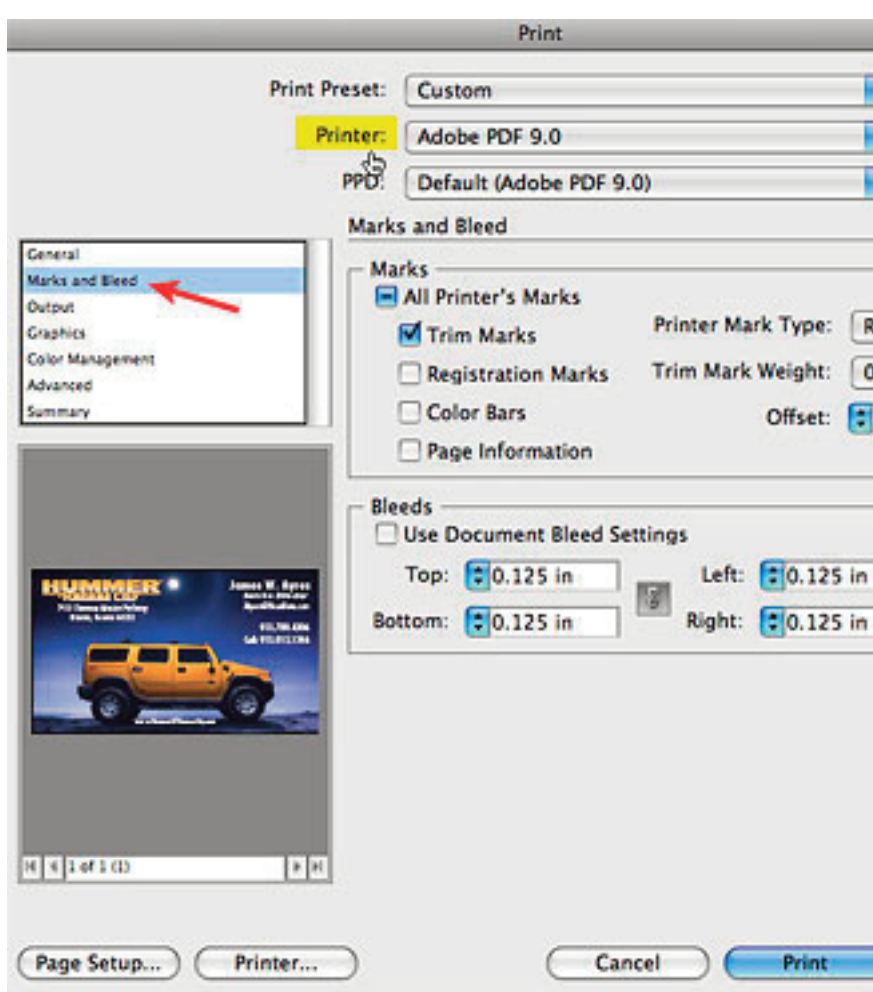 Print
Print Preset: Custom
Printer: Adobe PDF 9.0
PPD: Default (Adobe PDF 9.0)
Marks and Bleed
General
Marks and Bleed
Output
Graphics
Color Management
Advanced
Summary
Marks
All Printer's Marks
Trim Marks
Printer Mark Type: R
Registration Marks
Trim Mark Weight: 0
Color Bars
Offset:
Page Information
Bleeds
Use Document Bleed Settings
Top: 0.125 in Left: 0.125 in
Bottom: 0.125 in Right: 0.125 in
HUMMER
James W. Ayres
1 of 1 (1)
Page Setup... Printer... Cancel Print